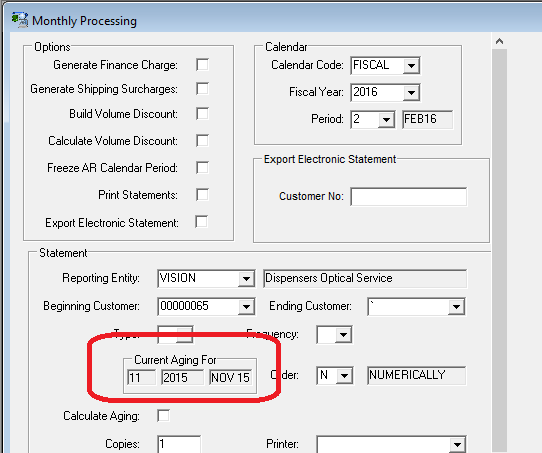 Monthly Processing
Options
Generate Finance Charge:
Generate Shipping Surcharges:
Build Volume Discount:
Calculate Volume Discount:
Freeze AR Calendar Period:
Print Statements:
Export Electronic Statement:
Calendar
Calendar Code: FISCAL
Fiscal Year: 2016
Period: 2 FEB16
Export Electronic Statement
Customer No:
Statement
Reporting Entity: VISION Dispensers Optical Service
Beginning Customer: 00000065 Ending Customer: `
Type: Frequency:
Current Aging For
11 2015 NOV 15 Order: N NUMERICALLY
Calculate Aging:
Copies: 1 Printer: